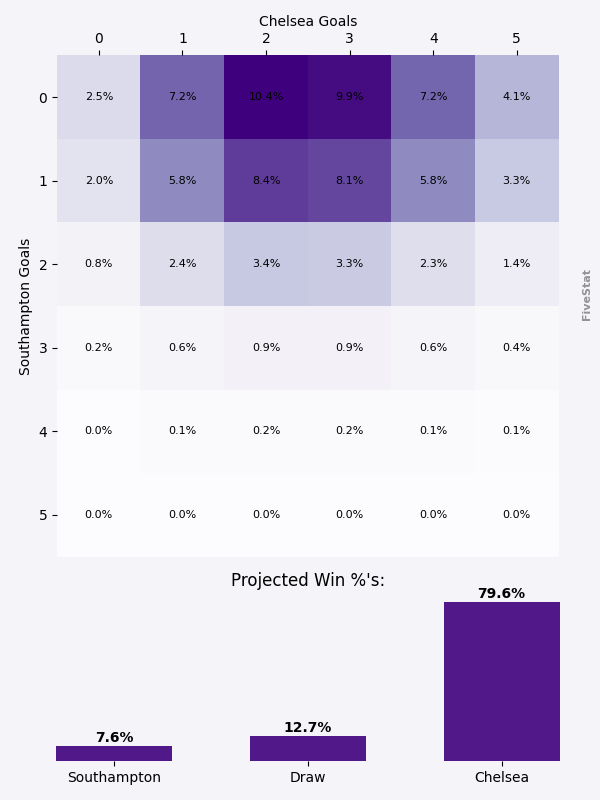 Chelsea Goals
0 1 2 3 4 5
0 2.5% 7.2% 10.4% 9.9% 7.2% 4.1%
1 2.0% 5.8% 8.4% 8.1% 5.8% 3.3%
2 0.8% 2.4% 3.4% 3.3% 2.3% 1.4%
3 0.2% 0.6% 0.9% 0.9% 0.6% 0.4%
4 0.0% 0.1% 0.2% 0.2% 0.1% 0.1%
5 0.0% 0.0% 0.0% 0.0% 0.0% 0.0%
Southampton Goals
FiveStat
Projected Win %'s:
7.6% 12.7% 79.6%
Southampton Draw Chelsea